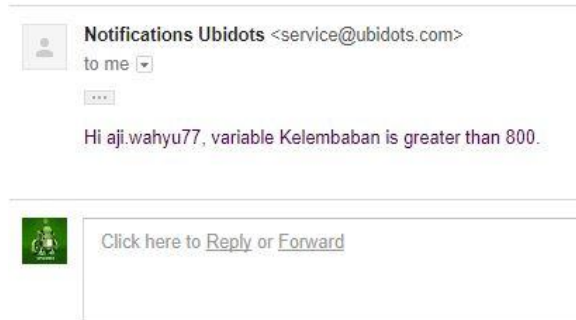 Notifications Ubidots <service@ubidots.com>
to me
Hi aji.wahyu77, variable Kelembaban is greater than 800.
Click here to Reply or Forward